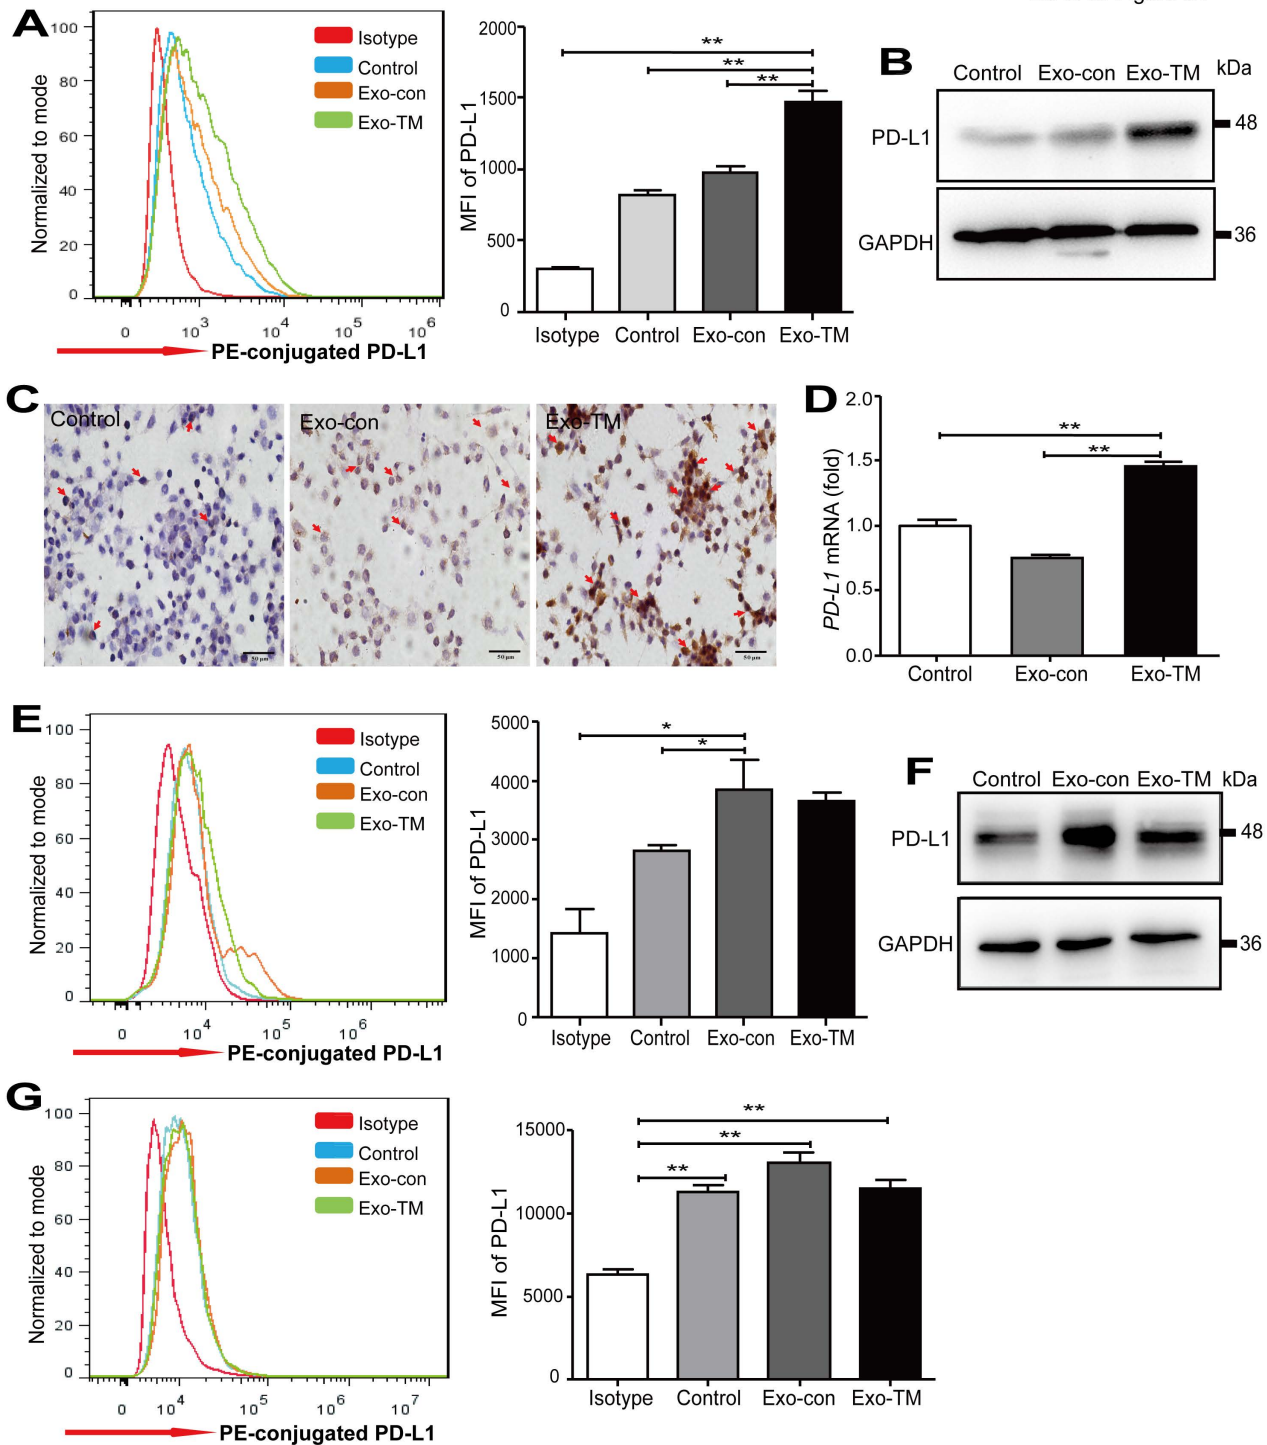 A
100
80
60
40
20
0
Normalized to mode
Isotype
Control
Exo-con
Exo-TM
0 10³ 10⁴ 10⁵ 10⁶
PE-conjugated PD-L1
2000
1500
1000
500
0
MFI of PD-L1
**
**
**
Isotype Control Exo-con Exo-TM
B
Control Exo-con Exo-TM kDa
PD-L1
48
GAPDH
36
C
Control
50 μm
Exo-con
50 μm
Exo-TM
50 μm
D
2.0
1.5
1.0
0.5
0.0
PD-L1 mRNA (fold)
**
**
Control Exo-con Exo-TM
E
100
80
60
40
20
0
Normalized to mode
Isotype
Control
Exo-con
Exo-TM
0 10⁴ 10⁵ 10⁶
PE-conjugated PD-L1
5000
4000
3000
2000
1000
0
MFI of PD-L1
*
*
Isotype Control Exo-con Exo-TM
F
Control Exo-con Exo-TM kDa
PD-L1
48
GAPDH
36
G
100
80
60
40
20
0
Normalized to mode
Isotype
Control
Exo-con
Exo-TM
0 10⁴ 10⁵ 10⁶ 10⁷
PE-conjugated PD-L1
15000
10000
5000
0
MFI of PD-L1
**
**
**
Isotype Control Exo-con Exo-TM